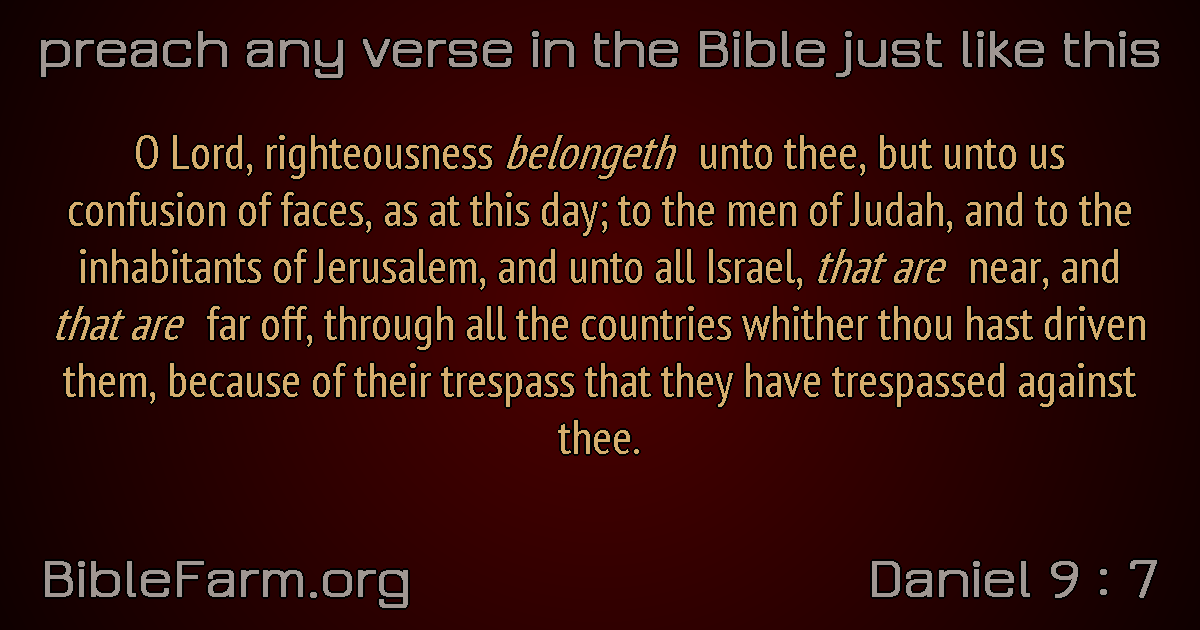 preach any verse in the Bible just like this
O Lord, righteousness belongeth unto thee, but unto us
confusion of faces, as at this day; to the men of Judah, and to the
inhabitants of Jerusalem, and unto all Israel, that are near, and
that are far off, through all the countries whither thou hast driven
them, because of their trespass that they have trespassed against
thee.
BibleFarm.org
Daniel 9 : 7